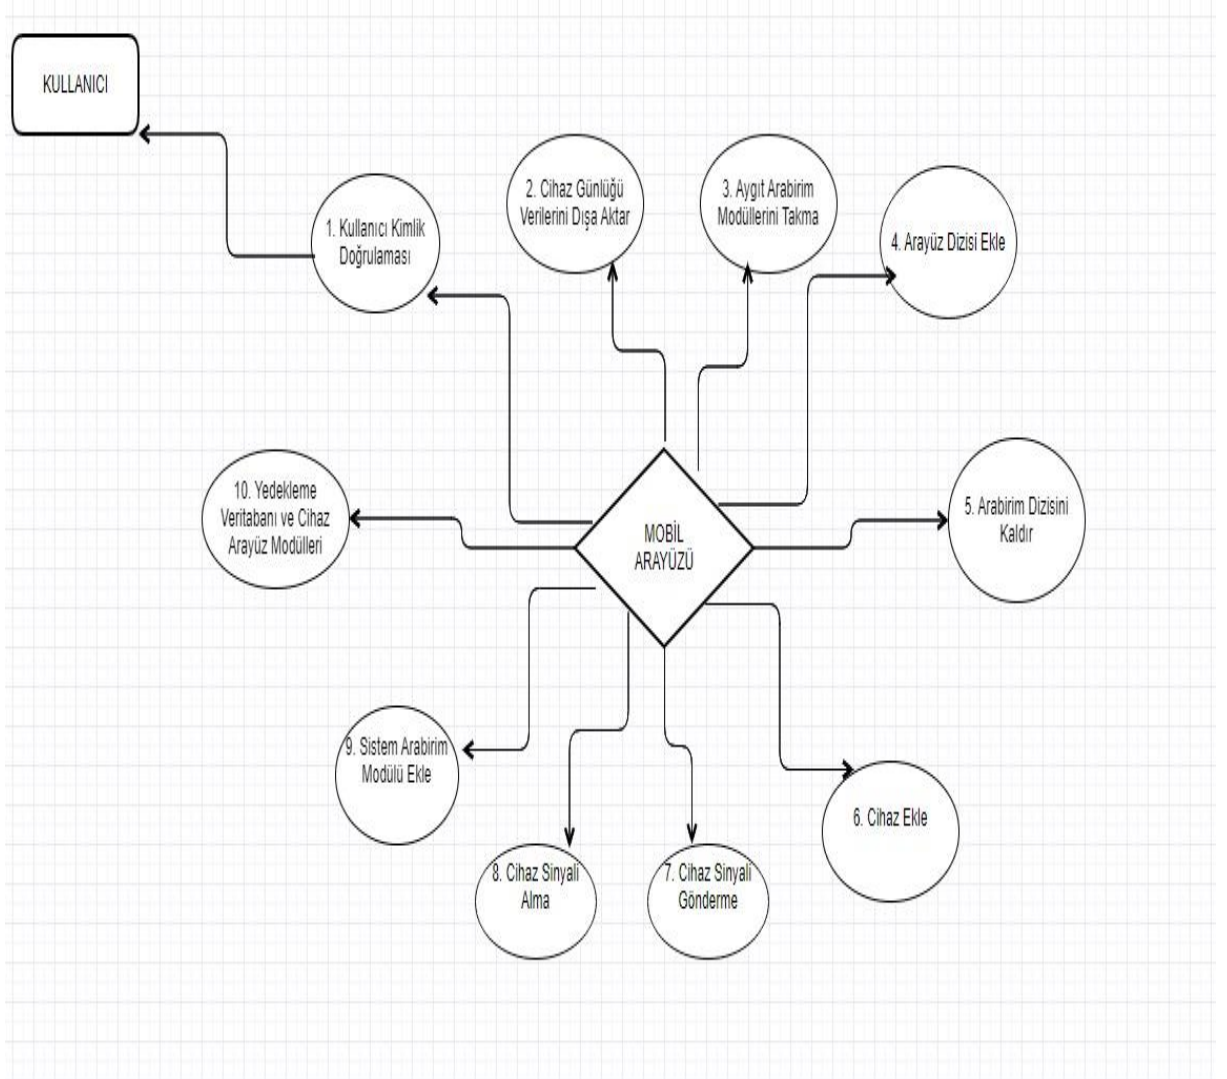 KULLANICI
1. Kullanıcı Kimlik
Doğrulaması
2. Cihaz Günlüğü
Verilerini Dışa Aktar
3. Aygıt Arabirim
Modüllerini Takma
4. Arayüz Dizisi Ekle
10. Yedekleme
Veritabanı ve Cihaz
Arayüz Modülleri
MOBİL
ARAYÜZÜ
5. Arabirim Dizisini
Kaldır
9. Sistem Arabirim
Modülü Ekle
8. Cihaz Sinyali
Alma
7. Cihaz Sinyali
Gönderme
6. Cihaz Ekle